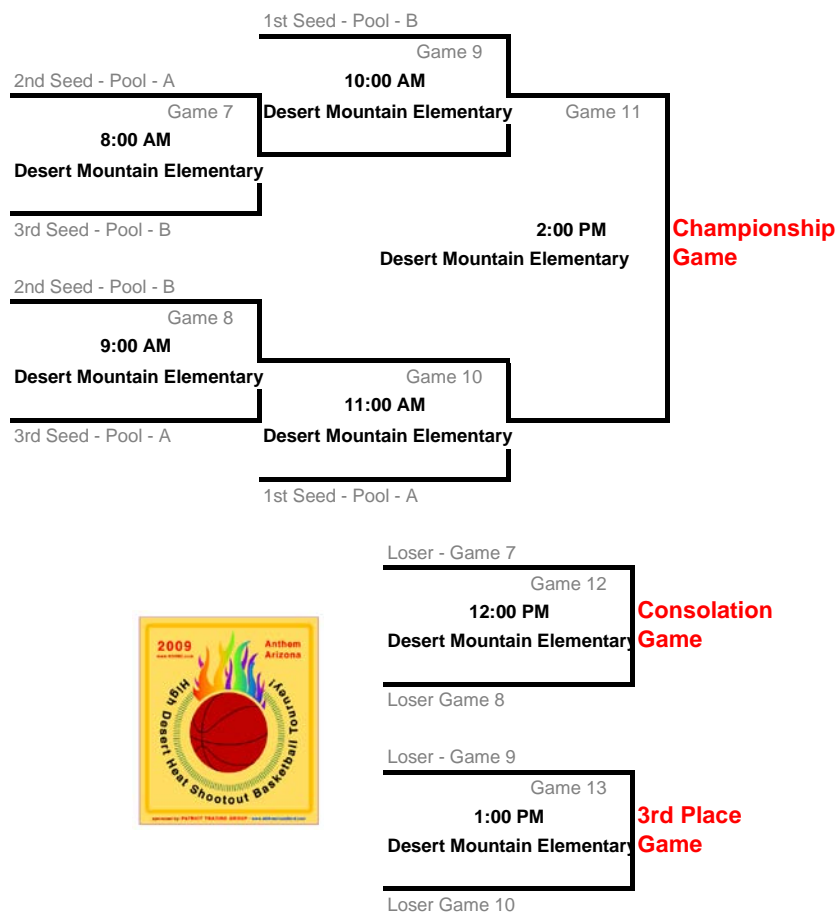 1st Seed - Pool - B
Game 9
10:00 AM
Desert Mountain Elementary
2nd Seed - Pool - A
Game 7
8:00 AM
Desert Mountain Elementary
3rd Seed - Pool - B
Game 11
2:00 PM
Desert Mountain Elementary
Championship
Game
2nd Seed - Pool - B
Game 8
9:00 AM
Desert Mountain Elementary
3rd Seed - Pool - A
Game 10
11:00 AM
Desert Mountain Elementary
1st Seed - Pool - A
Loser - Game 7
Game 12
12:00 PM
Desert Mountain Elementary
Consolation
Game
Loser Game 8
2009
Anthem
Arizona
High Desert Heat Shootout Basketball Tourney!
sponsored by PATRIOT TRADING GROUP
Loser - Game 9
Game 13
1:00 PM
Desert Mountain Elementary
3rd Place
Game
Loser Game 10